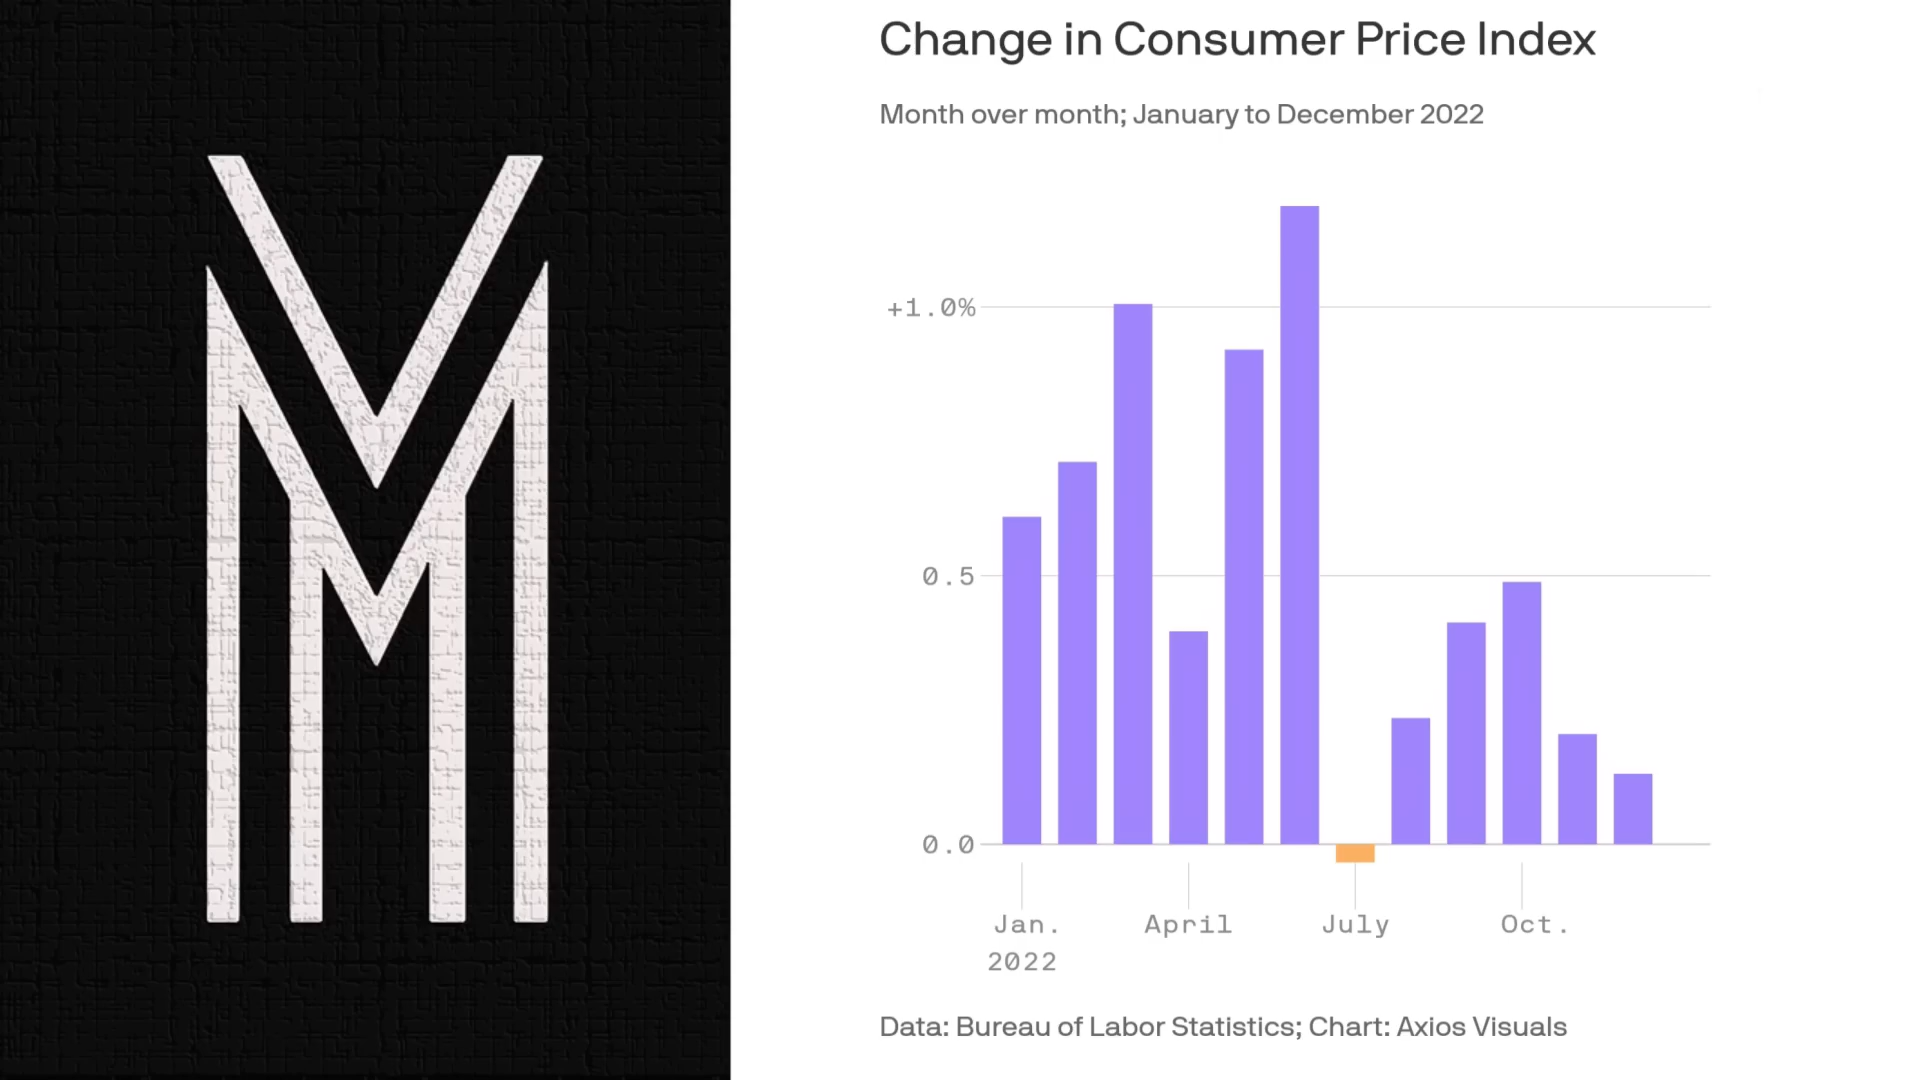 Change in Consumer Price Index
Month over month; January to December 2022
+1.0%
0.5
0.0
Jan.
2022
April
July
Oct.
Data: Bureau of Labor Statistics; Chart: Axios Visuals